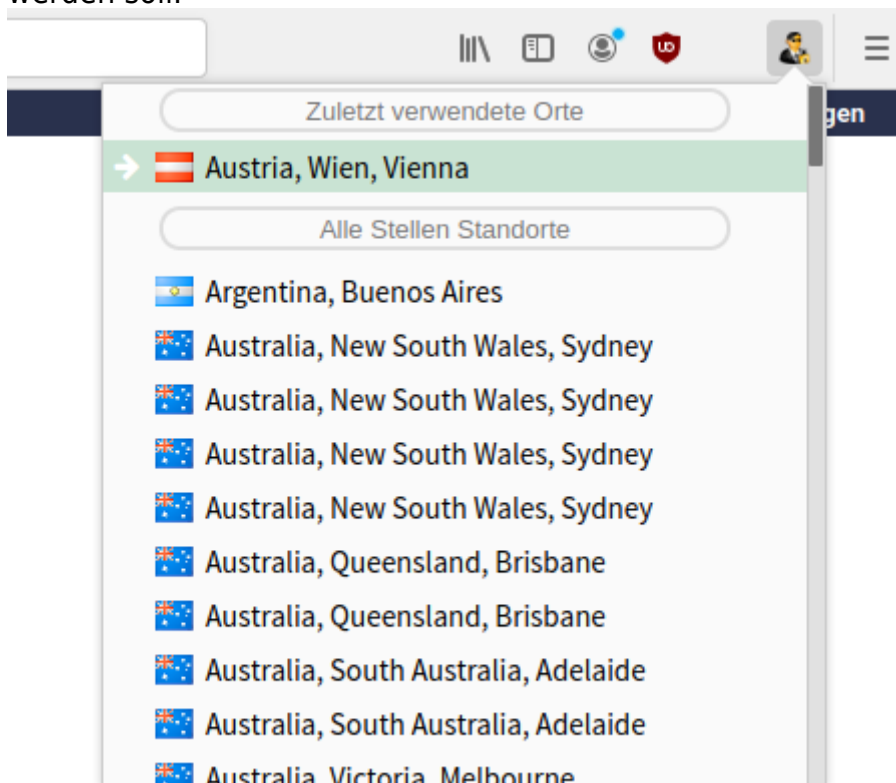 werden soll.
gen
Zuletzt verwendete Orte
Austria, Wien, Vienna
Alle Stellen Standorte
Argentina, Buenos Aires
Australia, New South Wales, Sydney
Australia, New South Wales, Sydney
Australia, New South Wales, Sydney
Australia, New South Wales, Sydney
Australia, Queensland, Brisbane
Australia, Queensland, Brisbane
Australia, South Australia, Adelaide
Australia, South Australia, Adelaide
Australia, Victoria, Melbourne